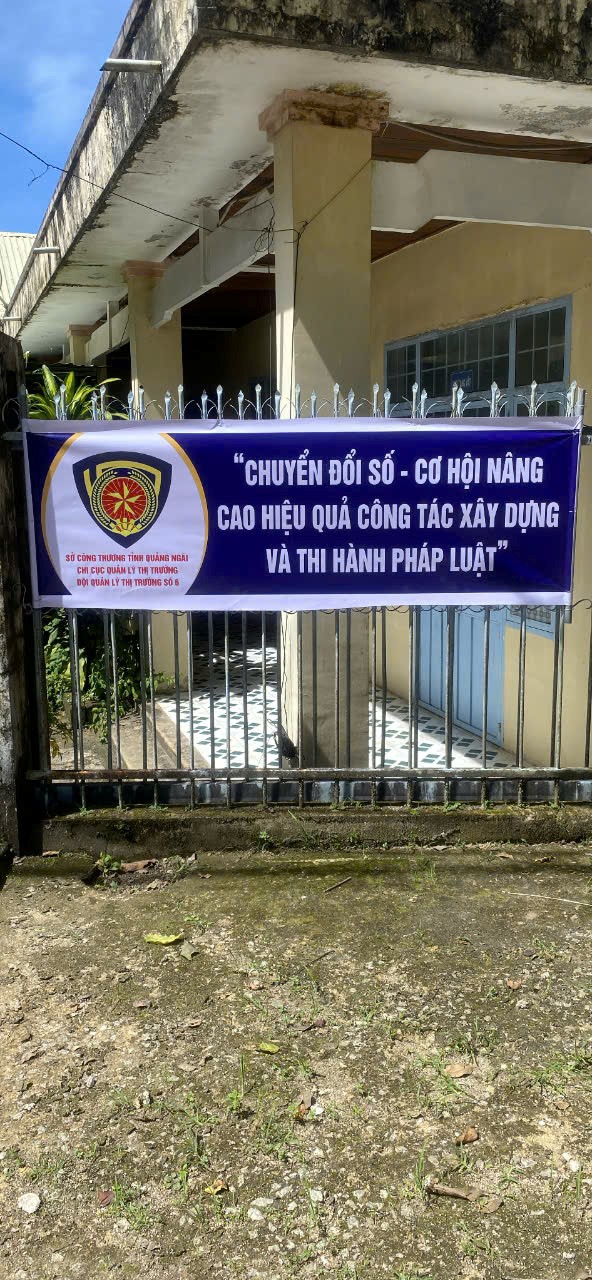 SỞ CÔNG THƯƠNG TỈNH QUẢNG NGÃI
CHI CỤC QUẢN LÝ THỊ TRƯỜNG
ĐỘI QUẢN LÝ THỊ TRƯỜNG SỐ 6
“CHUYỂN ĐỔI SỐ - CƠ HỘI NÂNG
CAO HIỆU QUẢ CÔNG TÁC XÂY DỰNG
VÀ THI HÀNH PHÁP LUẬT”